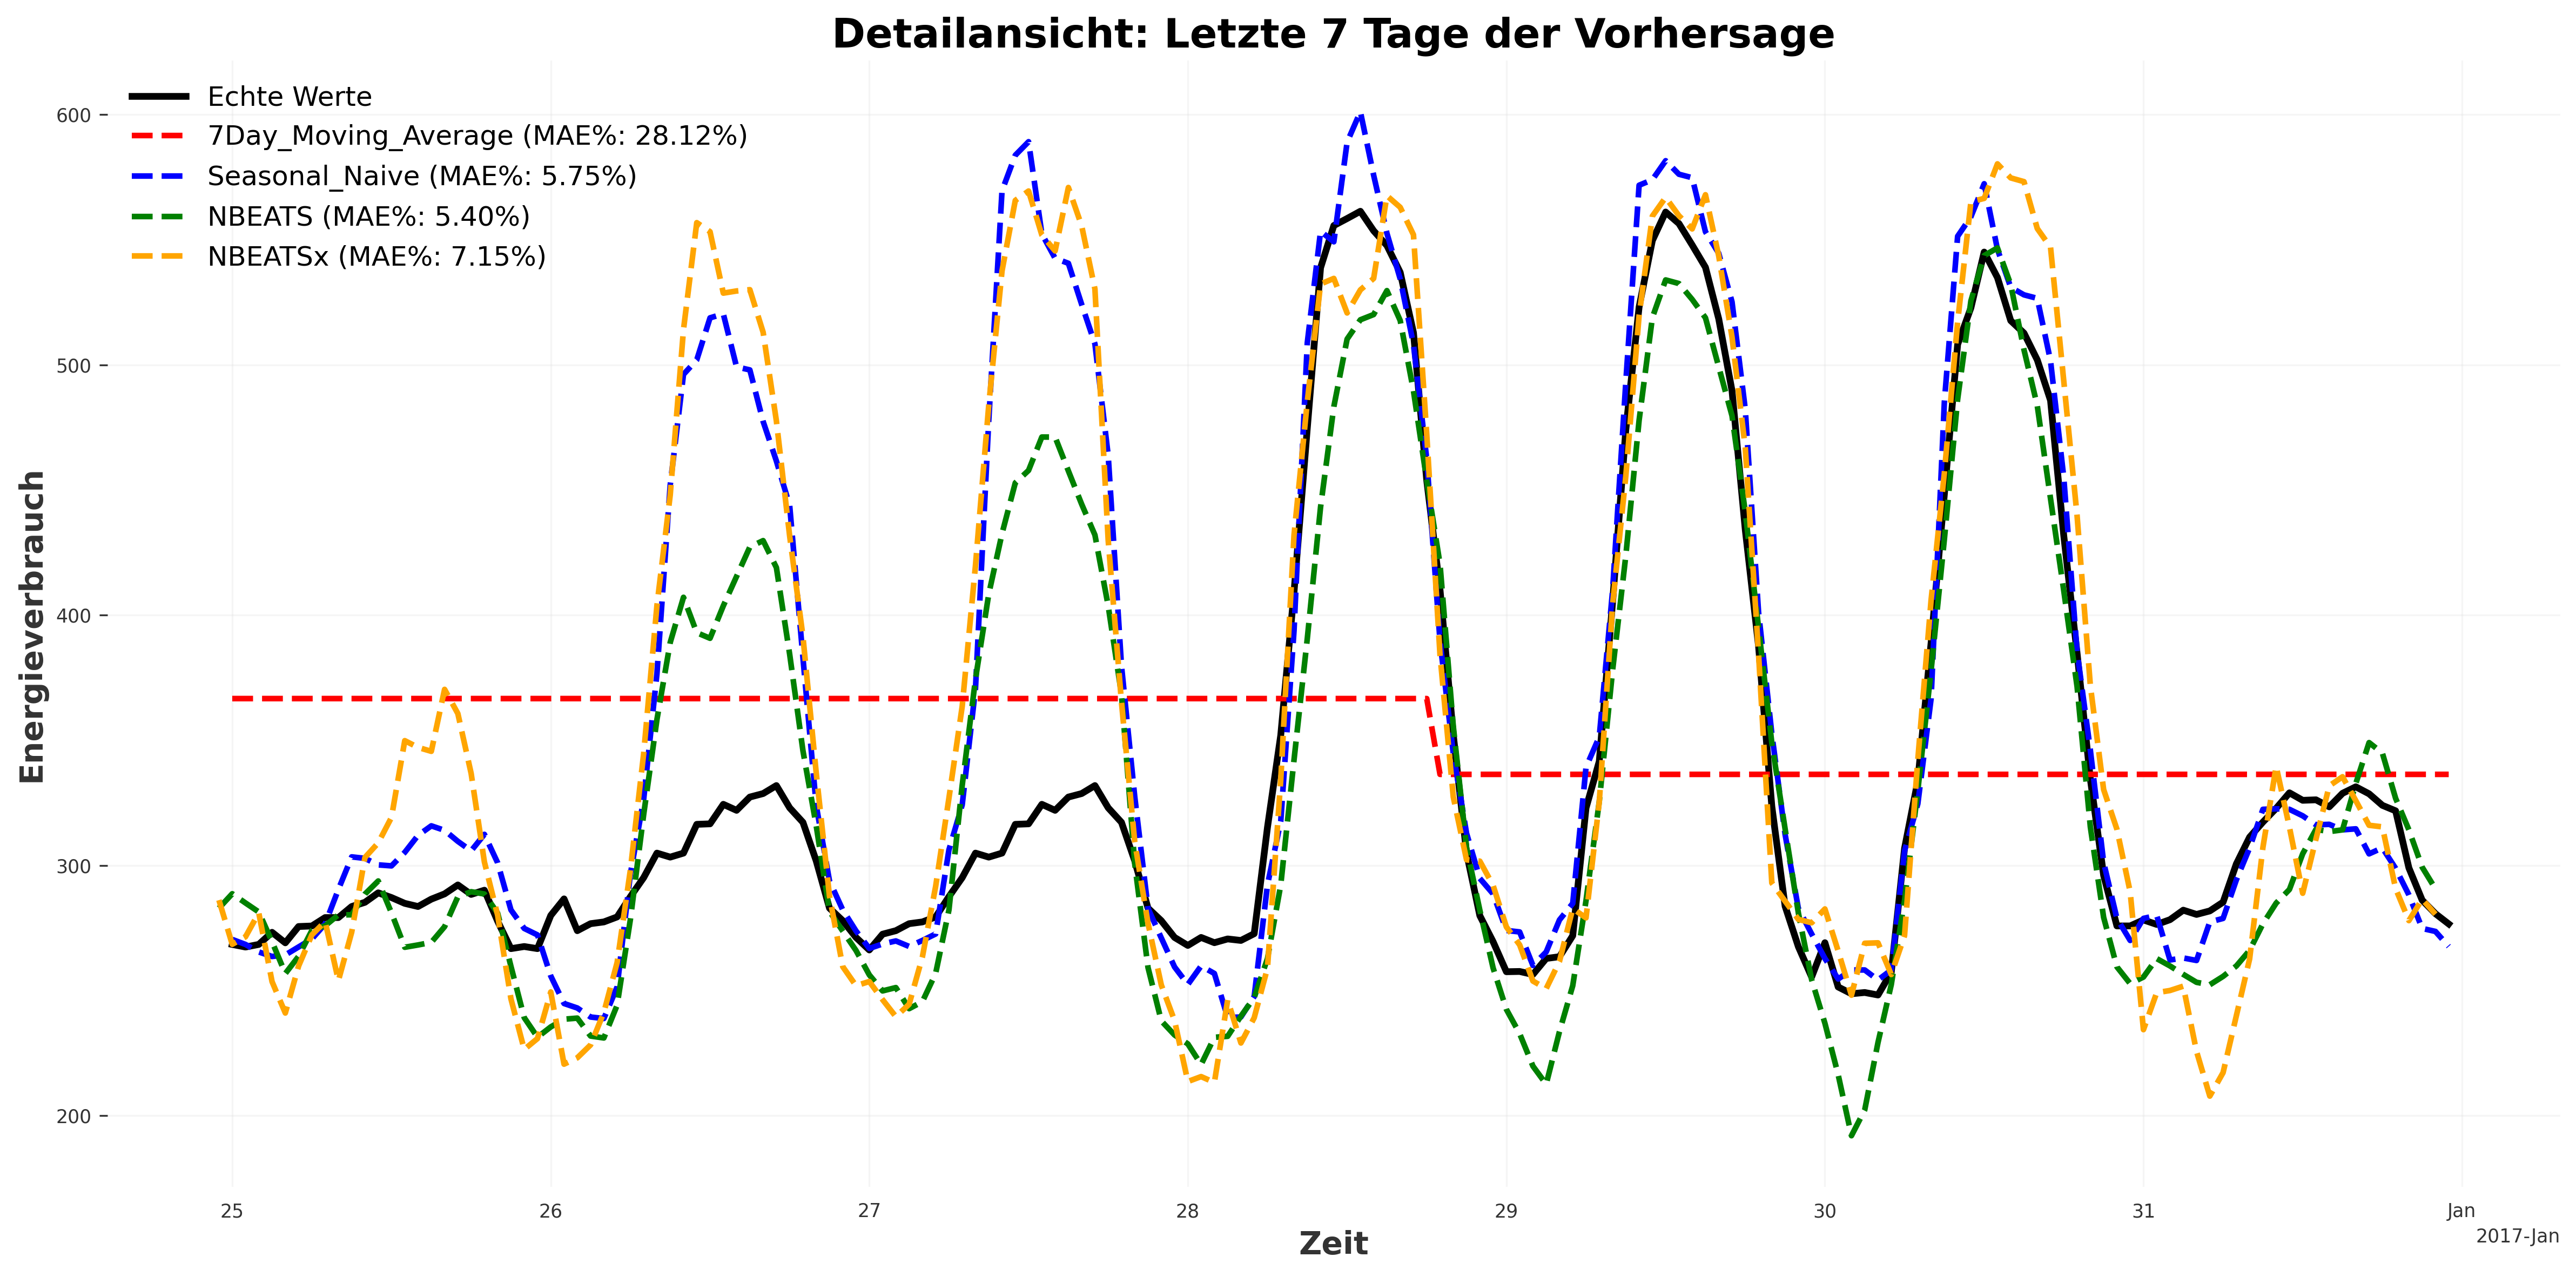 Detailansicht: Letzte 7 Tage der Vorhersage
Echte Werte
7Day_Moving_Average (MAE%: 28.12%)
Seasonal_Naive (MAE%: 5.75%)
NBEATS (MAE%: 5.40%)
NBEATSx (MAE%: 7.15%)
Energieverbrauch
600
500
400
300
200
25 26 27 28 29 30 31 Jan
2017-Jan
Zeit